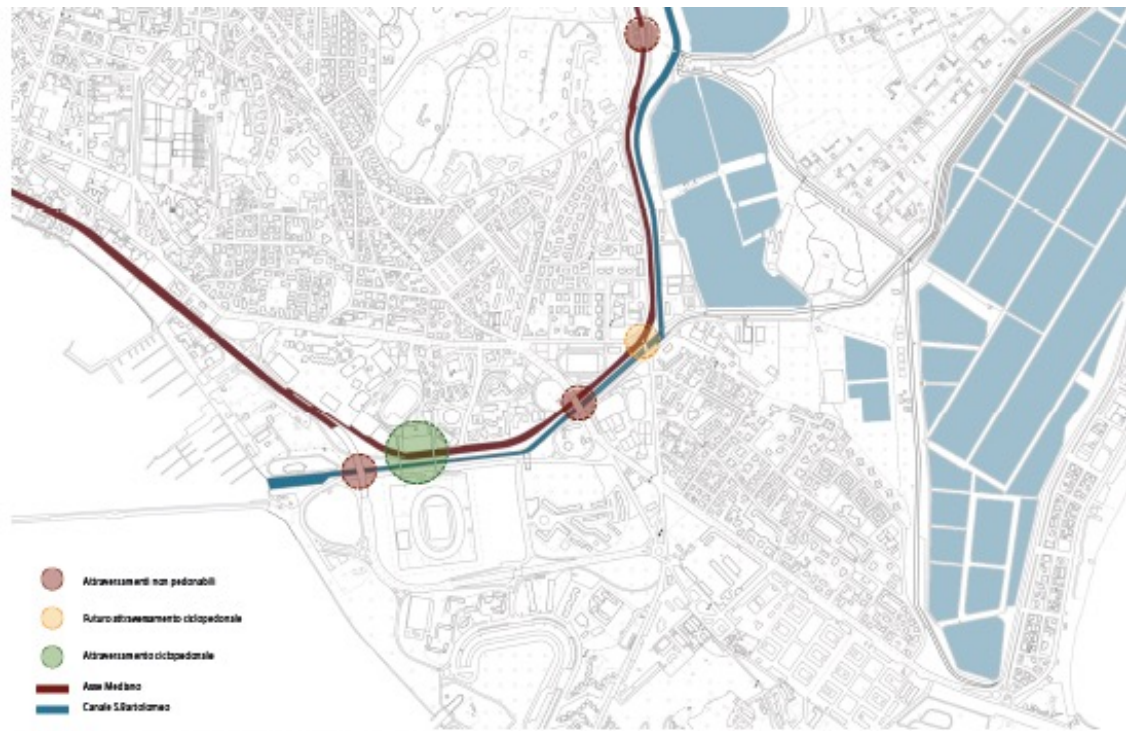 Attraversamenti non pedonabili
Futuro attraversamento ciclopedonale
Attraversamento ciclopedonale
Asse Mediano
Canale S.Bartolomeo